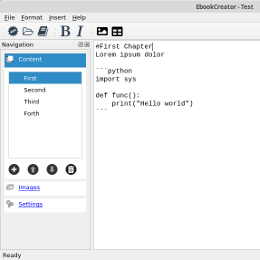 EbookCreator - Test
File Format Insert Help
B I
Navigation
Content
First
Second
Third
Forth
Images
Settings
#First Chapter
Lorem ipsum dolor
```python
import sys
def func():
    print("Hello world")
```
Ready